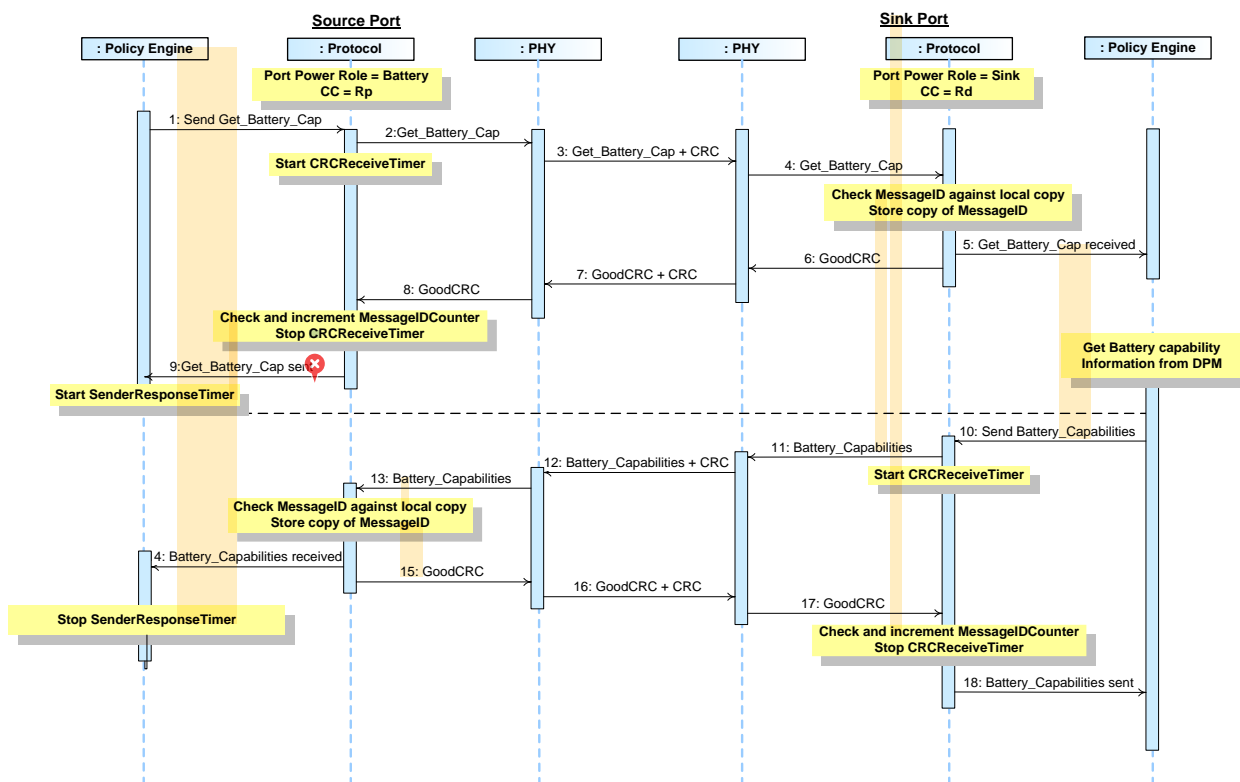 Source Port
Sink Port
: Policy Engine
: Protocol
: PHY
: PHY
: Protocol
: Policy Engine
Port Power Role = Battery
CC = Rp
Port Power Role = Sink
CC = Rd
1: Send Get_Battery_Cap
2:Get_Battery_Cap
Start CRCReceiveTimer
3: Get_Battery_Cap + CRC
4: Get_Battery_Cap
Check MessageID against local copy
Store copy of MessageID
5: Get_Battery_Cap received
6: GoodCRC
7: GoodCRC + CRC
8: GoodCRC
Check and increment MessageIDCounter
Stop CRCReceiveTimer
9:Get_Battery_Cap sent
Start SenderResponseTimer
Get Battery capability
Information from DPM
10: Send Battery_Capabilities
11: Battery_Capabilities
Start CRCReceiveTimer
12: Battery_Capabilities + CRC
13: Battery_Capabilities
Check MessageID against local copy
Store copy of MessageID
4: Battery_Capabilities received
15: GoodCRC
16: GoodCRC + CRC
17: GoodCRC
Stop SenderResponseTimer
Check and increment MessageIDCounter
Stop CRCReceiveTimer
18: Battery_Capabilities sent